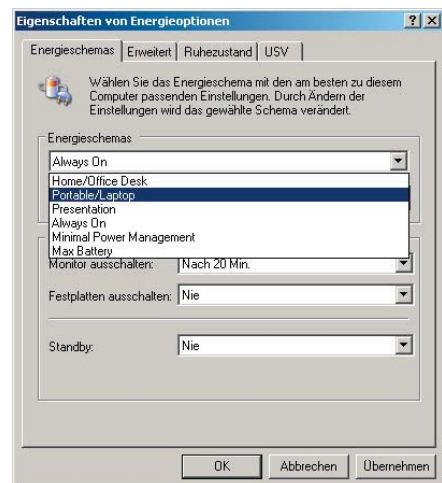 Eigenschaften von Energieoptionen
Energieschemas Erweitert Ruhezustand USV
Wählen Sie das Energieschema mit den am besten zu diesem
Computer passenden Einstellungen. Durch Ändern der
Einstellungen wird das gewählte Schema verändert.
Energieschemas
Always On
Home/Office Desk
Portable/Laptop
Presentation
Always On
Minimal Power Management
Max Battery
Monitor ausschalten: Nach 20 Min.
Festplatten ausschalten: Nie
Standby: Nie
OK Abbrechen Übernehmen